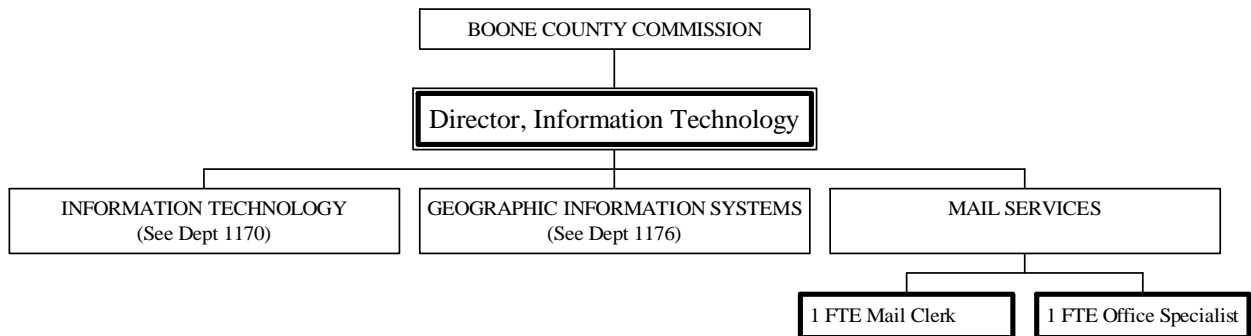 BOONE COUNTY COMMISSION
Director, Information Technology
INFORMATION TECHNOLOGY
(See Dept 1170)
GEOGRAPHIC INFORMATION SYSTEMS
(See Dept 1176)
MAIL SERVICES
1 FTE Mail Clerk
1 FTE Office Specialist